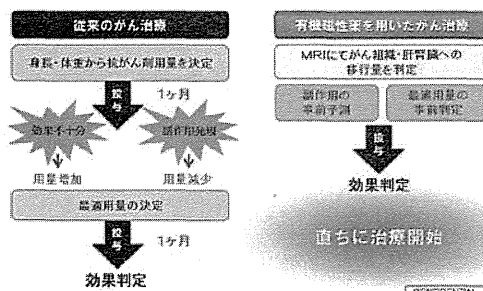 従来のがん治療
身長・体重から抗がん剤用量を決定
投与
1ヶ月
効果不十分
副作用発現
用量増加
用量減少
最適用量の決定
投与
1ヶ月
効果判定
有機磁性薬を用いたがん治療
MRIにてがん組織・肝腎臓への
移行量を判定
副作用の
事前予測
最適用量の
事前判定
投与
効果判定
直ちに治療開始